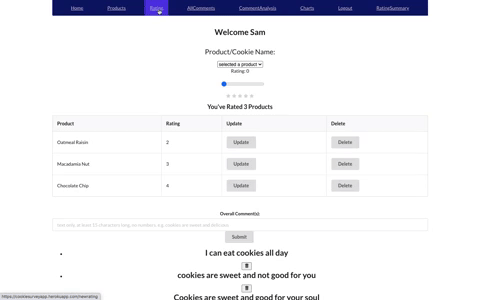 Home Products Rating AllComments CommentAnalysis Charts Logout RatingSummary
Welcome Sam
Product/Cookie Name:
selected a product
Rating: 0
You've Rated 3 Products
Product Rating Update Delete
Oatmeal Raisin 2 Update Delete
Macadamia Nut 3 Update Delete
Chocolate Chip 4 Update Delete
Overall Comment(s):
Submit
I can eat cookies all day
cookies are sweet and not good for you
Cookies are sweet and good for your soul
https://cookiesurveyapp.herokuapp.com/newrating